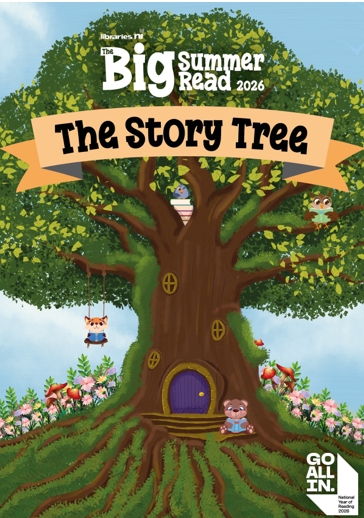 libraries ni
The Big Summer
Read 2026
The Story Tree
GO
ALL
IN.
National
Year of
Reading
2026